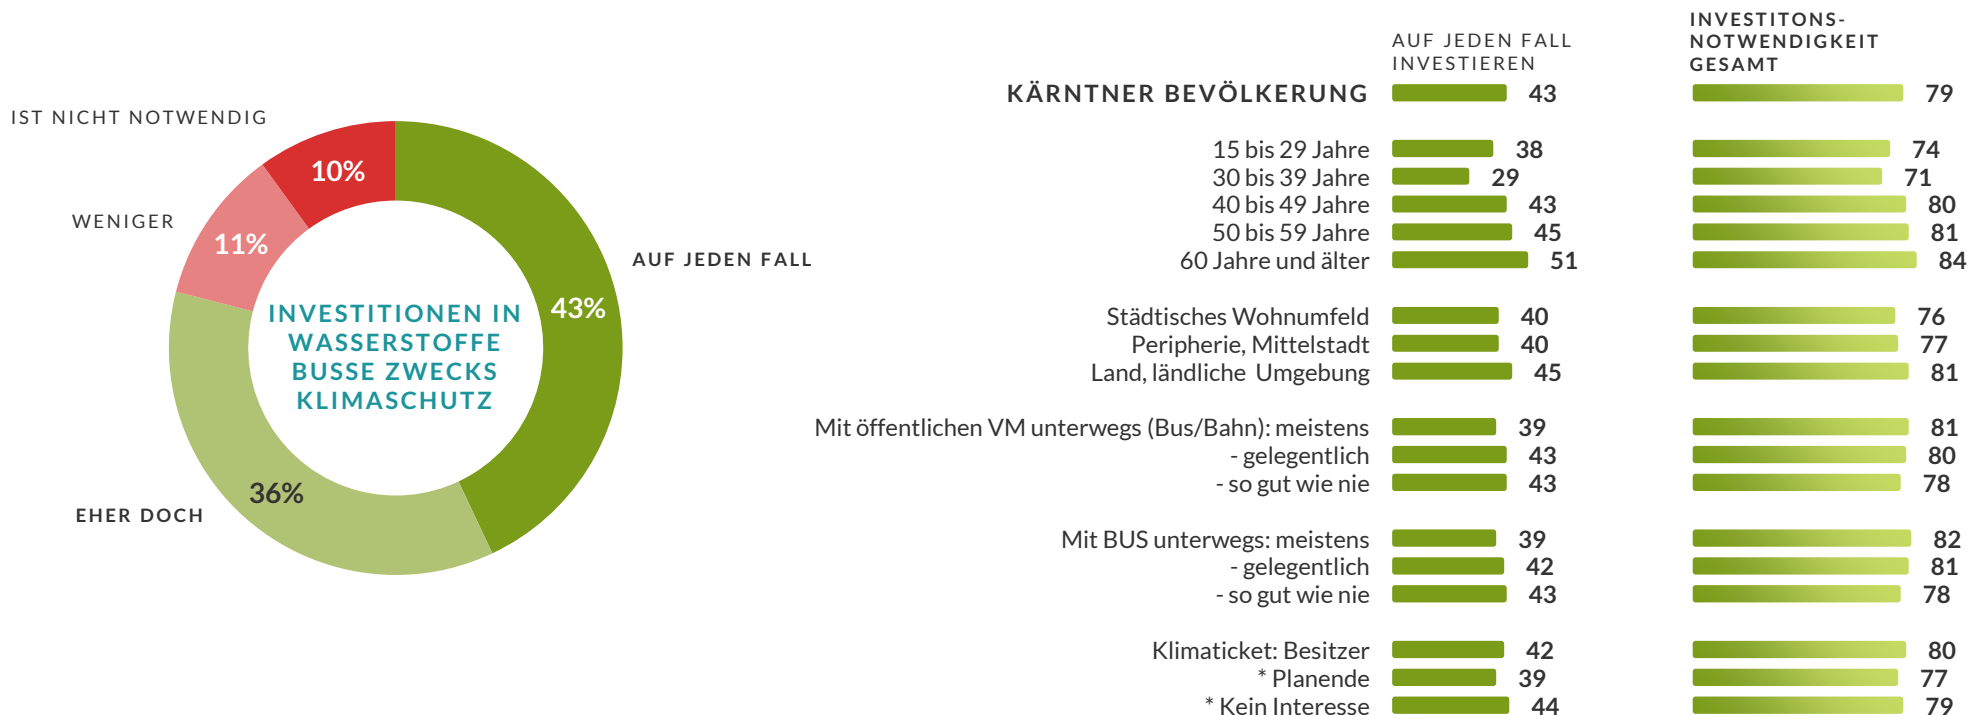 IST NICHT NOTWENDIG
10%
WENIGER
11%
AUF JEDEN FALL
43%
INVESTITIONEN IN
WASSERSTOFFE
BUSSE ZWECKS
KLIMASCHUTZ
36%
EHER DOCH
AUF JEDEN FALL
INVESTIEREN
INVESTITONS-
NOTWENDIGKEIT
GESAMT
KÄRNTNER BEVÖLKERUNG 43 79
15 bis 29 Jahre 38 74
30 bis 39 Jahre 29 71
40 bis 49 Jahre 43 80
50 bis 59 Jahre 45 81
60 Jahre und älter 51 84
Städtisches Wohnumfeld 40 76
Peripherie, Mittelstadt 40 77
Land, ländliche Umgebung 45 81
Mit öffentlichen VM unterwegs (Bus/Bahn): meistens 39 81
- gelegentlich 43 80
- so gut wie nie 43 78
Mit BUS unterwegs: meistens 39 82
- gelegentlich 42 81
- so gut wie nie 43 78
Klimaticket: Besitzer 42 80
* Planende 39 77
* Kein Interesse 44 79